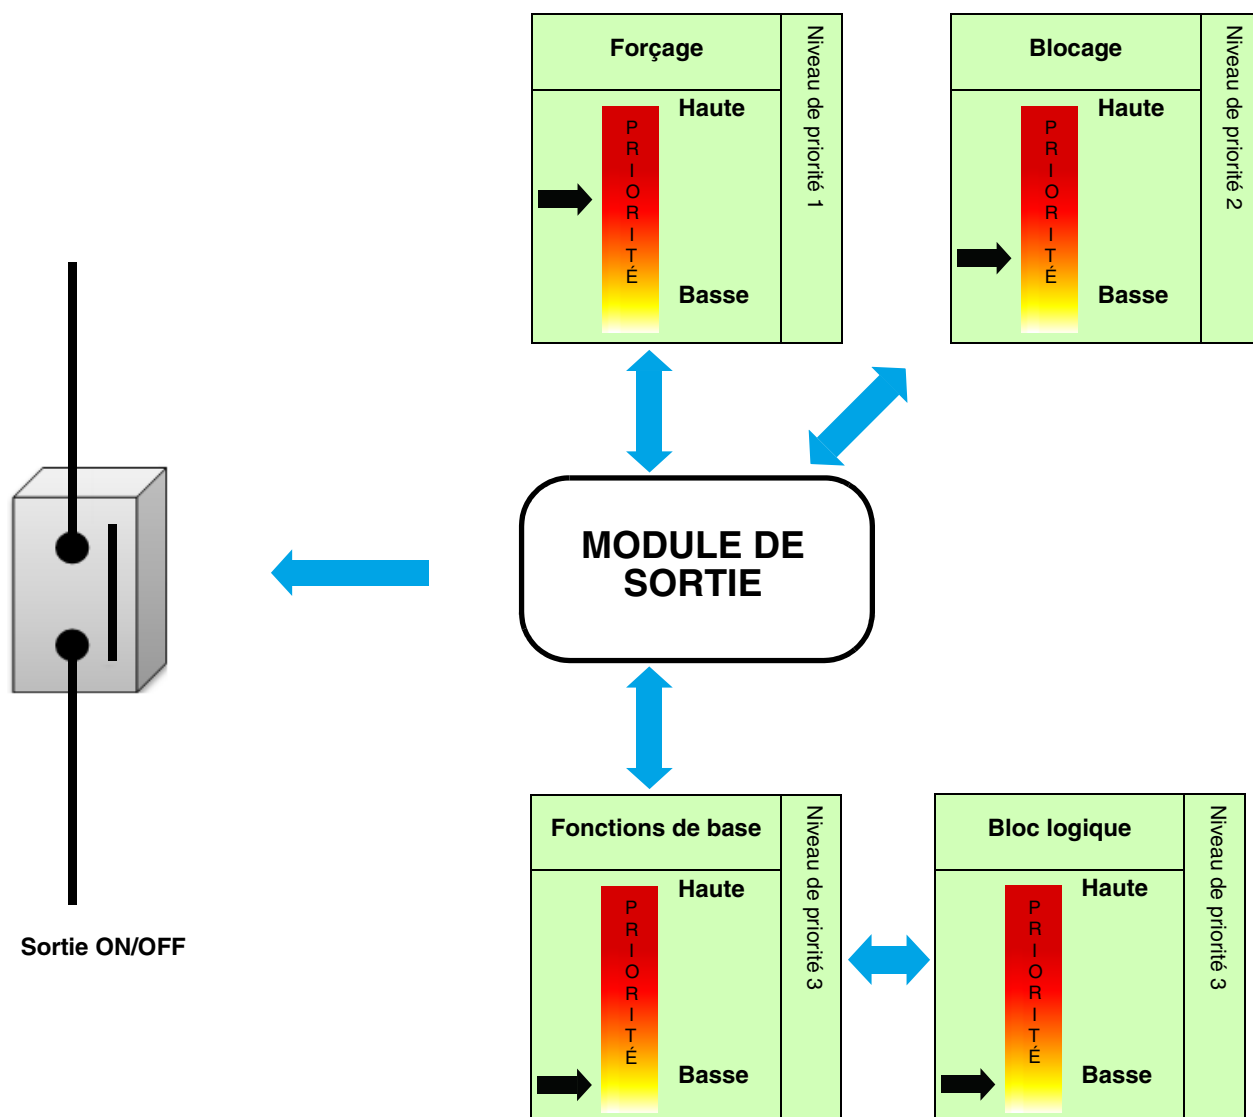 Forçage
Niveau de priorité 1
Haute
PRIORITÉ
Basse
Blocage
Niveau de priorité 2
Haute
PRIORITÉ
Basse
MODULE DE
SORTIE
Sortie ON/OFF
Fonctions de base
Niveau de priorité 3
Haute
PRIORITÉ
Basse
Bloc logique
Niveau de priorité 3
Haute
PRIORITÉ
Basse